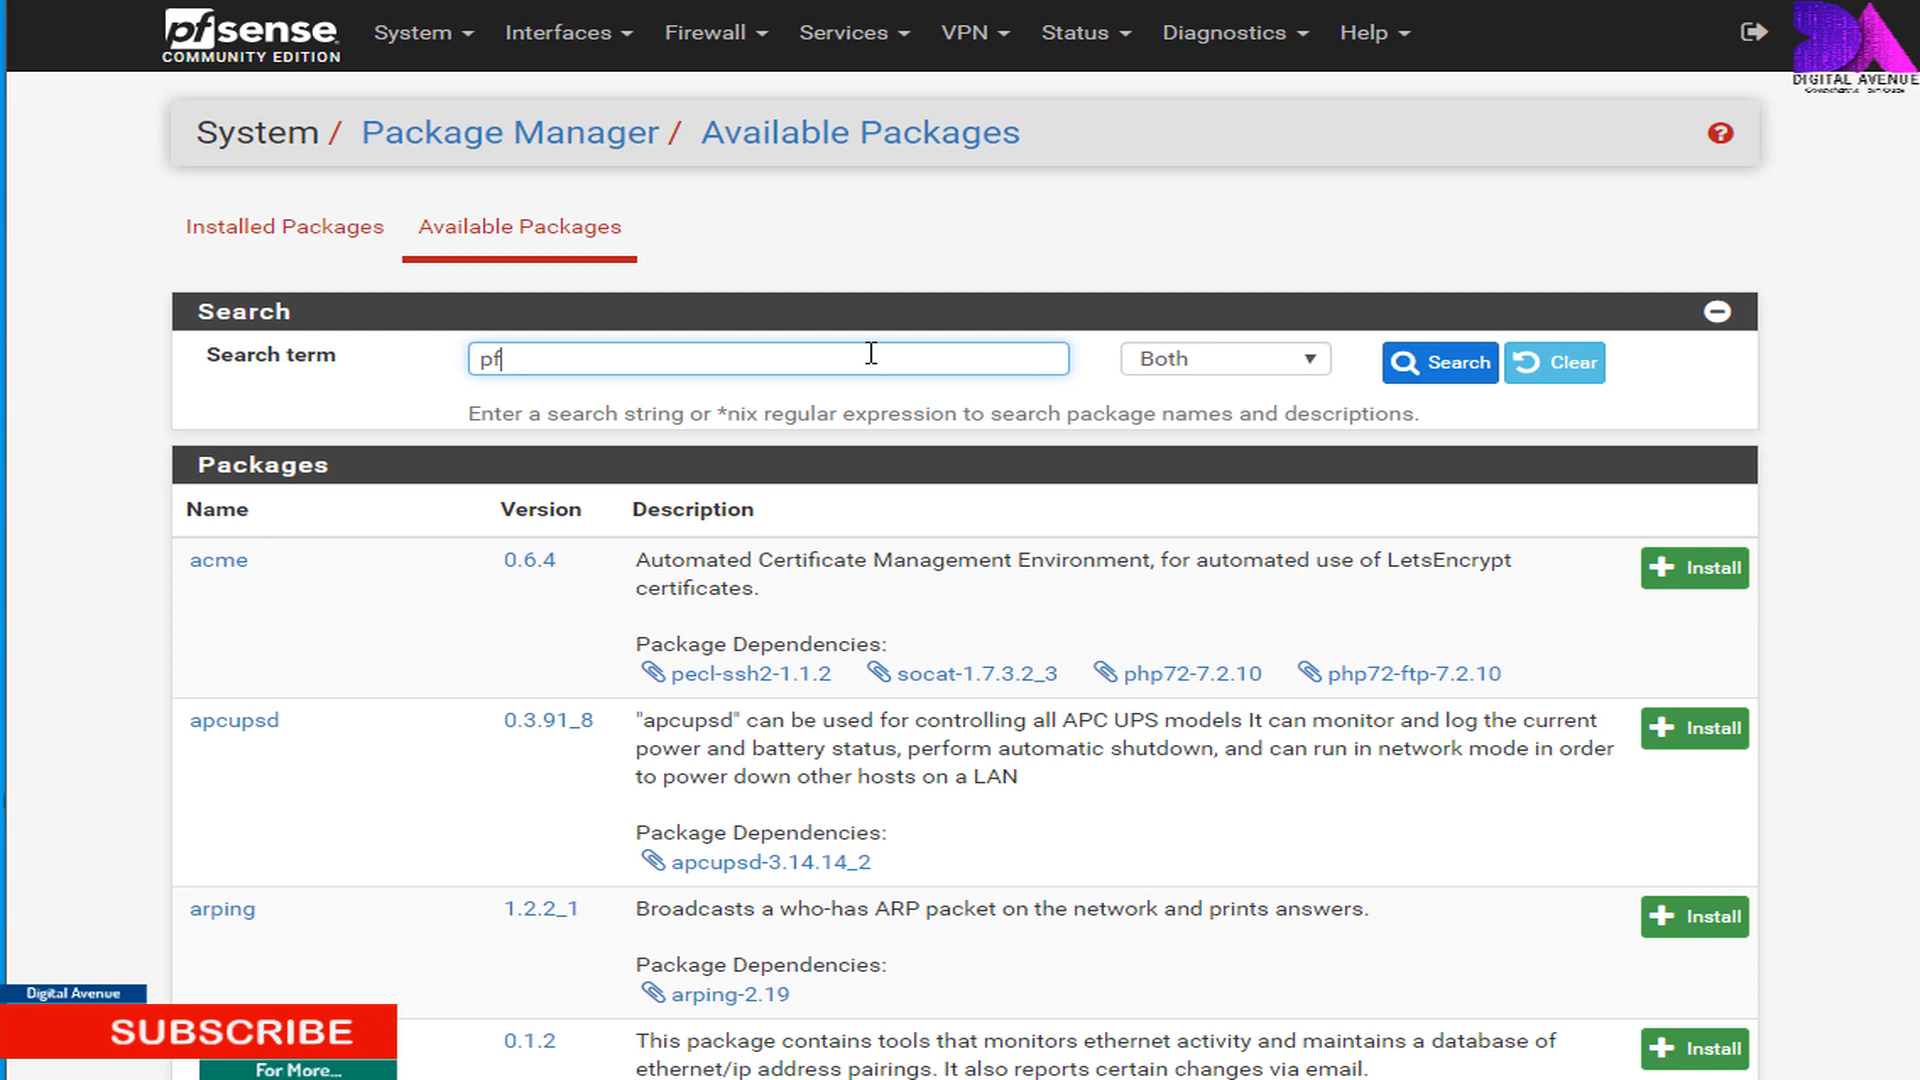 pfsense
COMMUNITY EDITION
System Interfaces Firewall Services VPN Status Diagnostics Help
DIGITAL AVENUE
System / Package Manager / Available Packages
Installed Packages Available Packages
Search
Search term pf Both Search Clear
Enter a search string or *nix regular expression to search package names and descriptions.
Packages
Name Version Description
acme 0.6.4 Automated Certificate Management Environment, for automated use of LetsEncrypt Install
certificates.
Package Dependencies:
pecl-ssh2-1.1.2 socat-1.7.3.2_3 php72-7.2.10 php72-ftp-7.2.10
apcupsd 0.3.91_8 "apcupsd" can be used for controlling all APC UPS models It can monitor and log the current Install
power and battery status, perform automatic shutdown, and can run in network mode in order
to power down other hosts on a LAN
Package Dependencies:
apcupsd-3.14.14_2
arping 1.2.2_1 Broadcasts a who-has ARP packet on the network and prints answers. Install
Package Dependencies:
arping-2.19
0.1.2 This package contains tools that monitors ethernet activity and maintains a database of Install
ethernet/ip address pairings. It also reports certain changes via email.
Digital Avenue
SUBSCRIBE
For More...